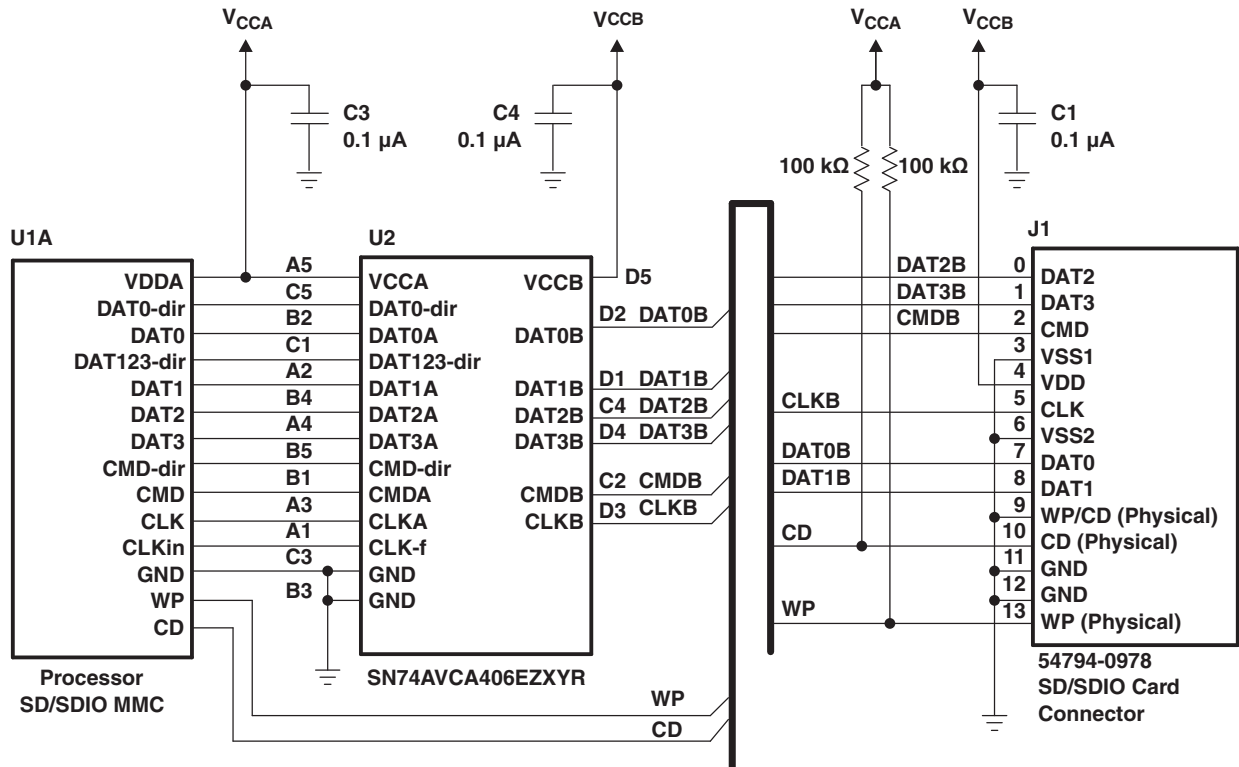 VCCA
VCCB
VCCA
VCCB
C3
0.1 µA
C4
0.1 µA
100 kΩ
100 kΩ
C1
0.1 µA
U1A
VDDA
DAT0-dir
DAT0
DAT123-dir
DAT1
DAT2
DAT3
CMD-dir
CMD
CLK
CLKin
GND
WP
CD
Processor
SD/SDIO MMC
A5
C5
B2
C1
A2
B4
A4
B5
B1
A3
A1
C3
B3
U2
VCCA
DAT0-dir
DAT0A
DAT123-dir
DAT1A
DAT2A
DAT3A
CMD-dir
CMDA
CLKA
CLK-f
GND
GND
VCCB
DAT0B
DAT1B
DAT2B
DAT3B
CMDB
CLKB
SN74AVCA406EZXYR
D5
D2 DAT0B
D1 DAT1B
C4 DAT2B
D4 DAT3B
C2 CMDB
D3 CLKB
WP
CD
DAT2B
DAT3B
CMDB
CLKB
DAT0B
DAT1B
CD
WP
J1
0 DAT2
1 DAT3
2 CMD
3 VSS1
4 VDD
5 CLK
6 VSS2
7 DAT0
8 DAT1
9 WP/CD (Physical)
10 CD (Physical)
11 GND
12 GND
13 WP (Physical)
54794-0978
SD/SDIO Card
Connector